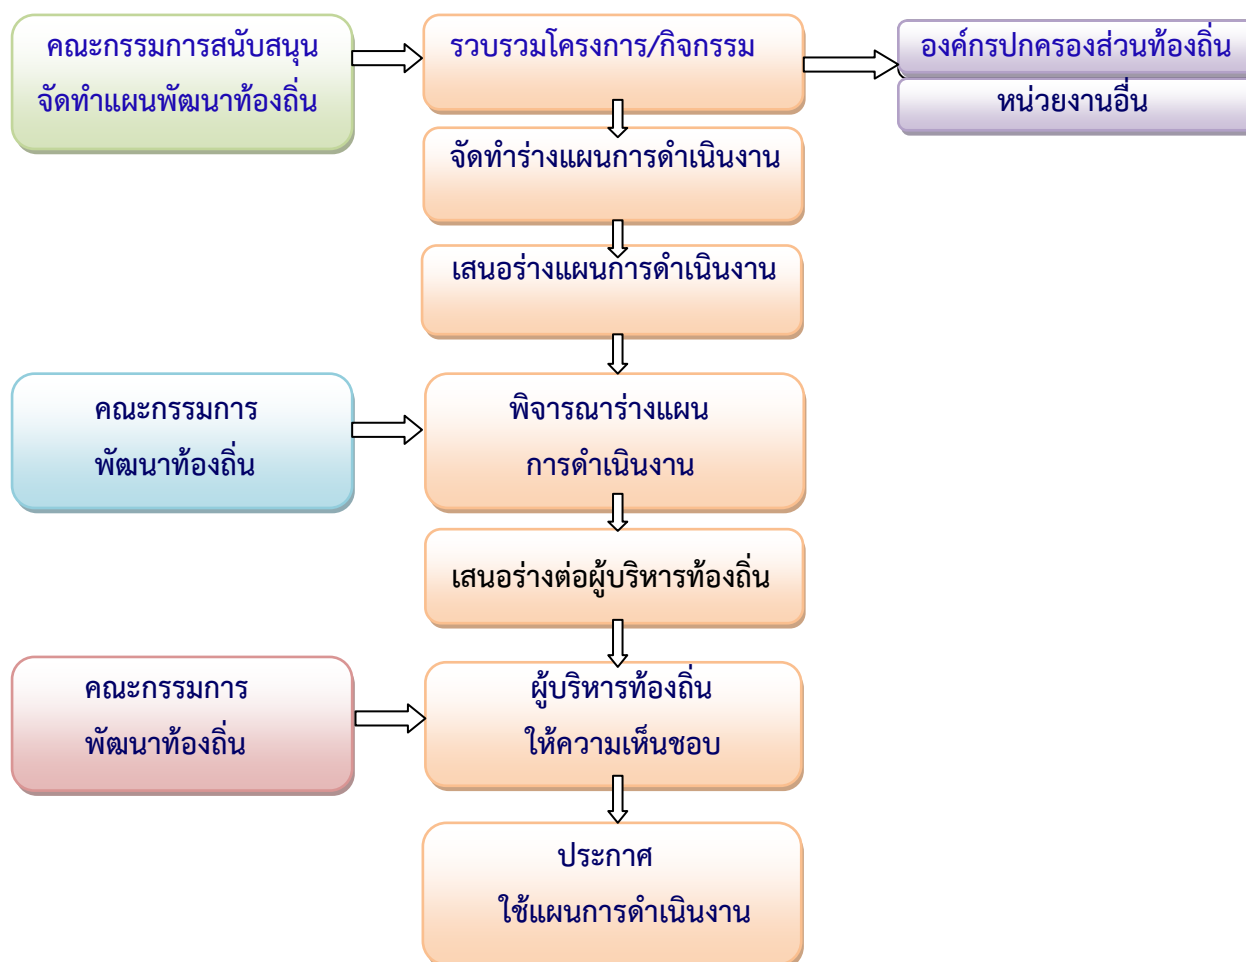 คณะกรรมการสนับสนุน
จัดทำแผนพัฒนาท้องถิ่น
รวบรวมโครงการ/กิจกรรม
องค์กรปกครองส่วนท้องถิ่น
หน่วยงานอื่น
จัดทำร่างแผนการดำเนินงาน
เสนอร่างแผนการดำเนินงาน
คณะกรรมการ
พัฒนาท้องถิ่น
พิจารณาร่างแผน
การดำเนินงาน
เสนอร่างต่อผู้บริหารท้องถิ่น
คณะกรรมการ
พัฒนาท้องถิ่น
ผู้บริหารท้องถิ่น
ให้ความเห็นชอบ
ประกาศ
ใช้แผนการดำเนินงาน